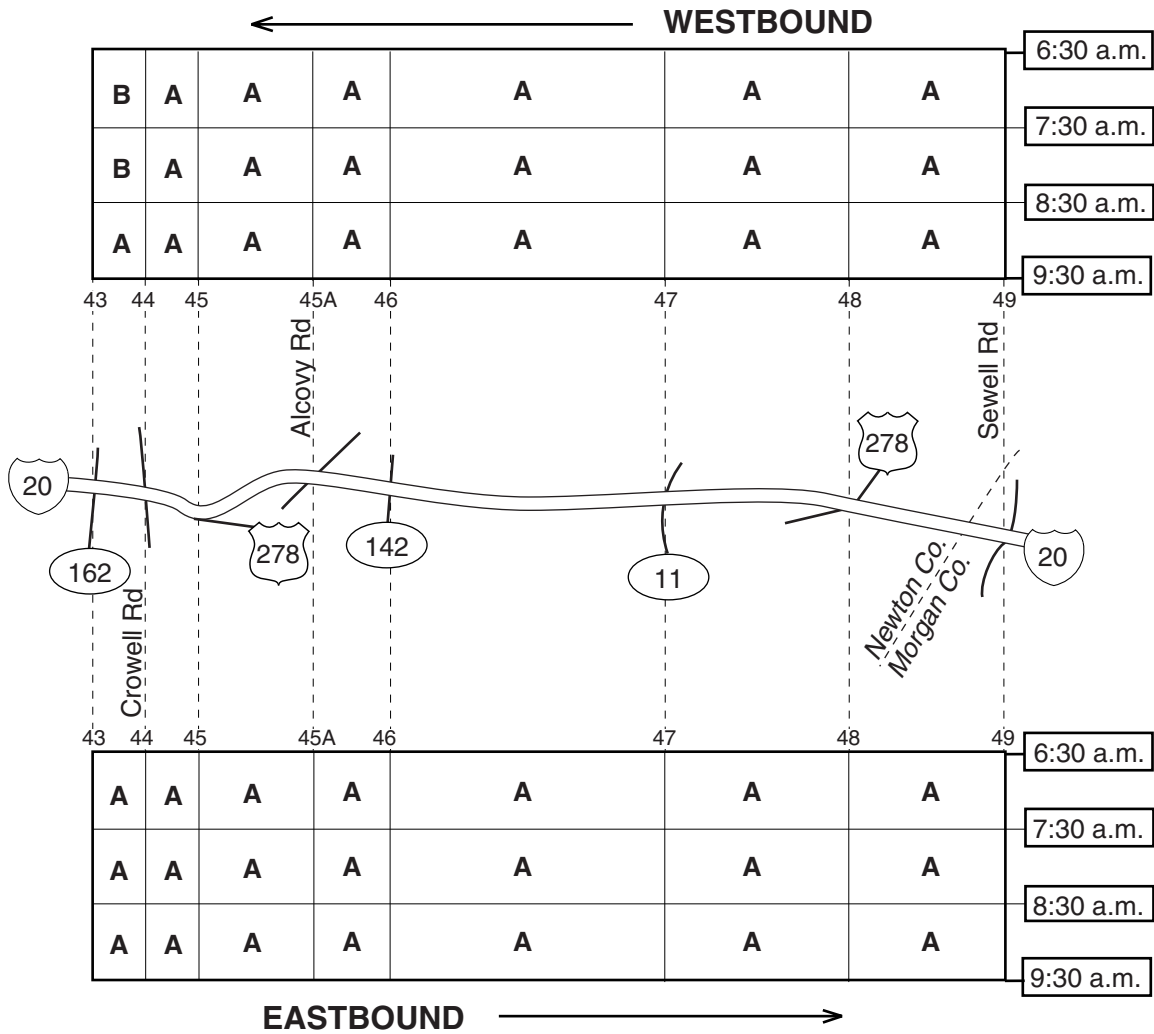 WESTBOUND
6:30 a.m.
B A A A A A A
7:30 a.m.
B A A A A A A
8:30 a.m.
A A A A A A A
9:30 a.m.
43 44 45 45A 46 47 48 49
Alcovy Rd
Sewell Rd
278
20
142
278
162
11
20
Newton Co.
Morgan Co.
Crowell Rd
43 44 45 45A 46 47 48 49
6:30 a.m.
A A A A A A A
7:30 a.m.
A A A A A A A
8:30 a.m.
A A A A A A A
9:30 a.m.
EASTBOUND